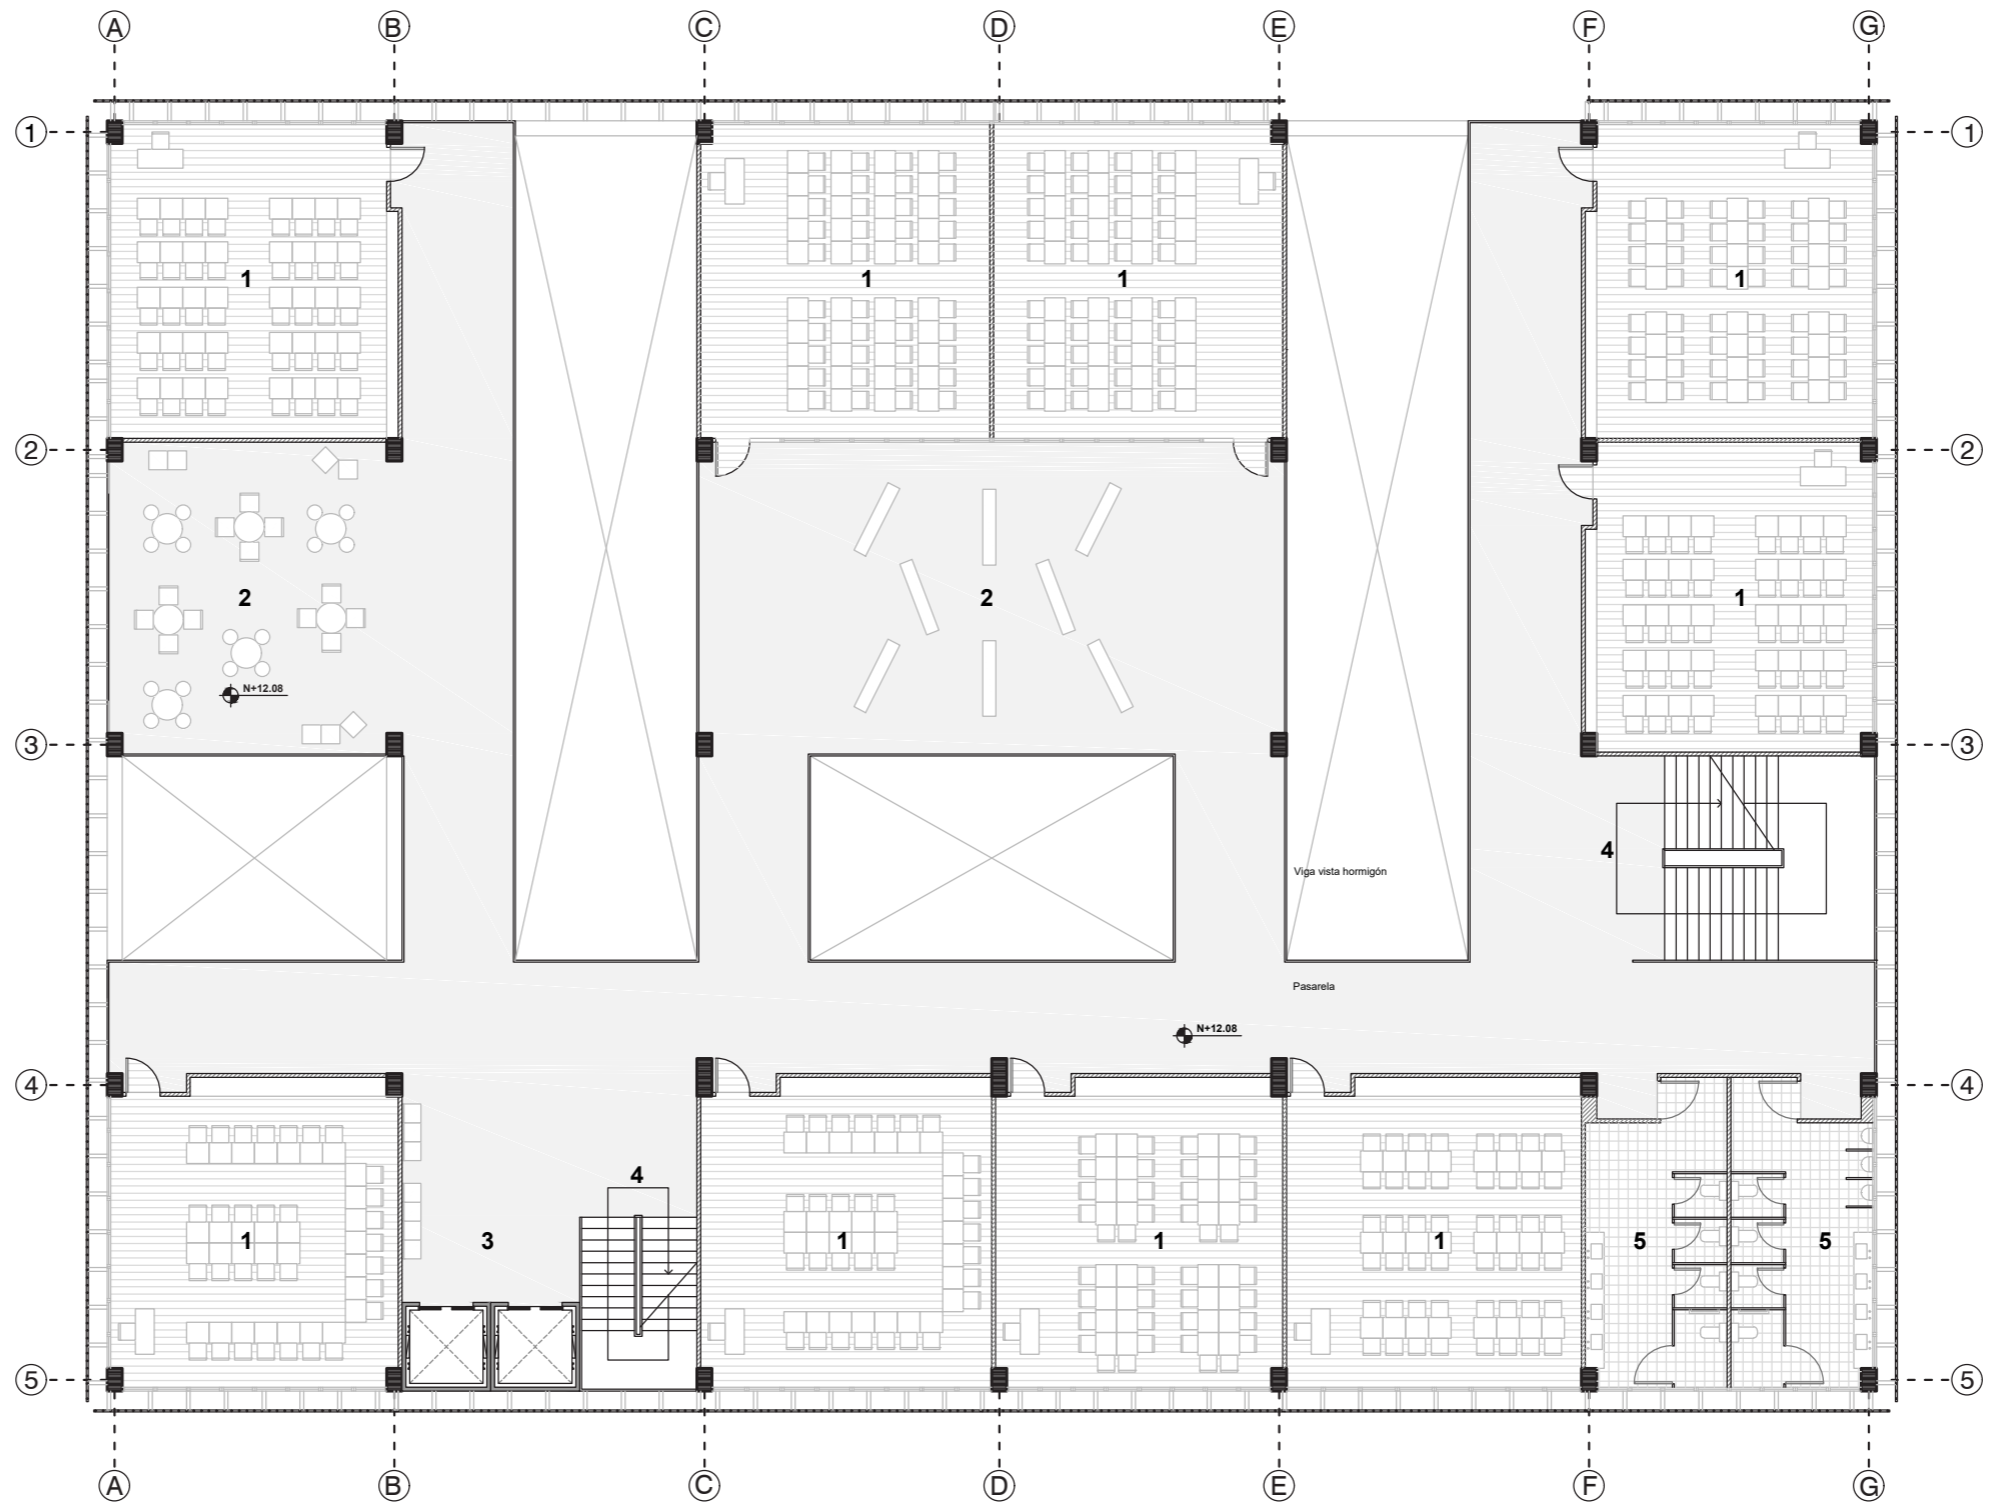 A B C D E F G
1 1
1 1 1 1
2 2
2 2 1
N+12.08
3 3
4
Viga vista hormigón
Pasarela
N+12.08
4 4
4
1 3 1 1 1 5 5
5 5
A B C D E F G